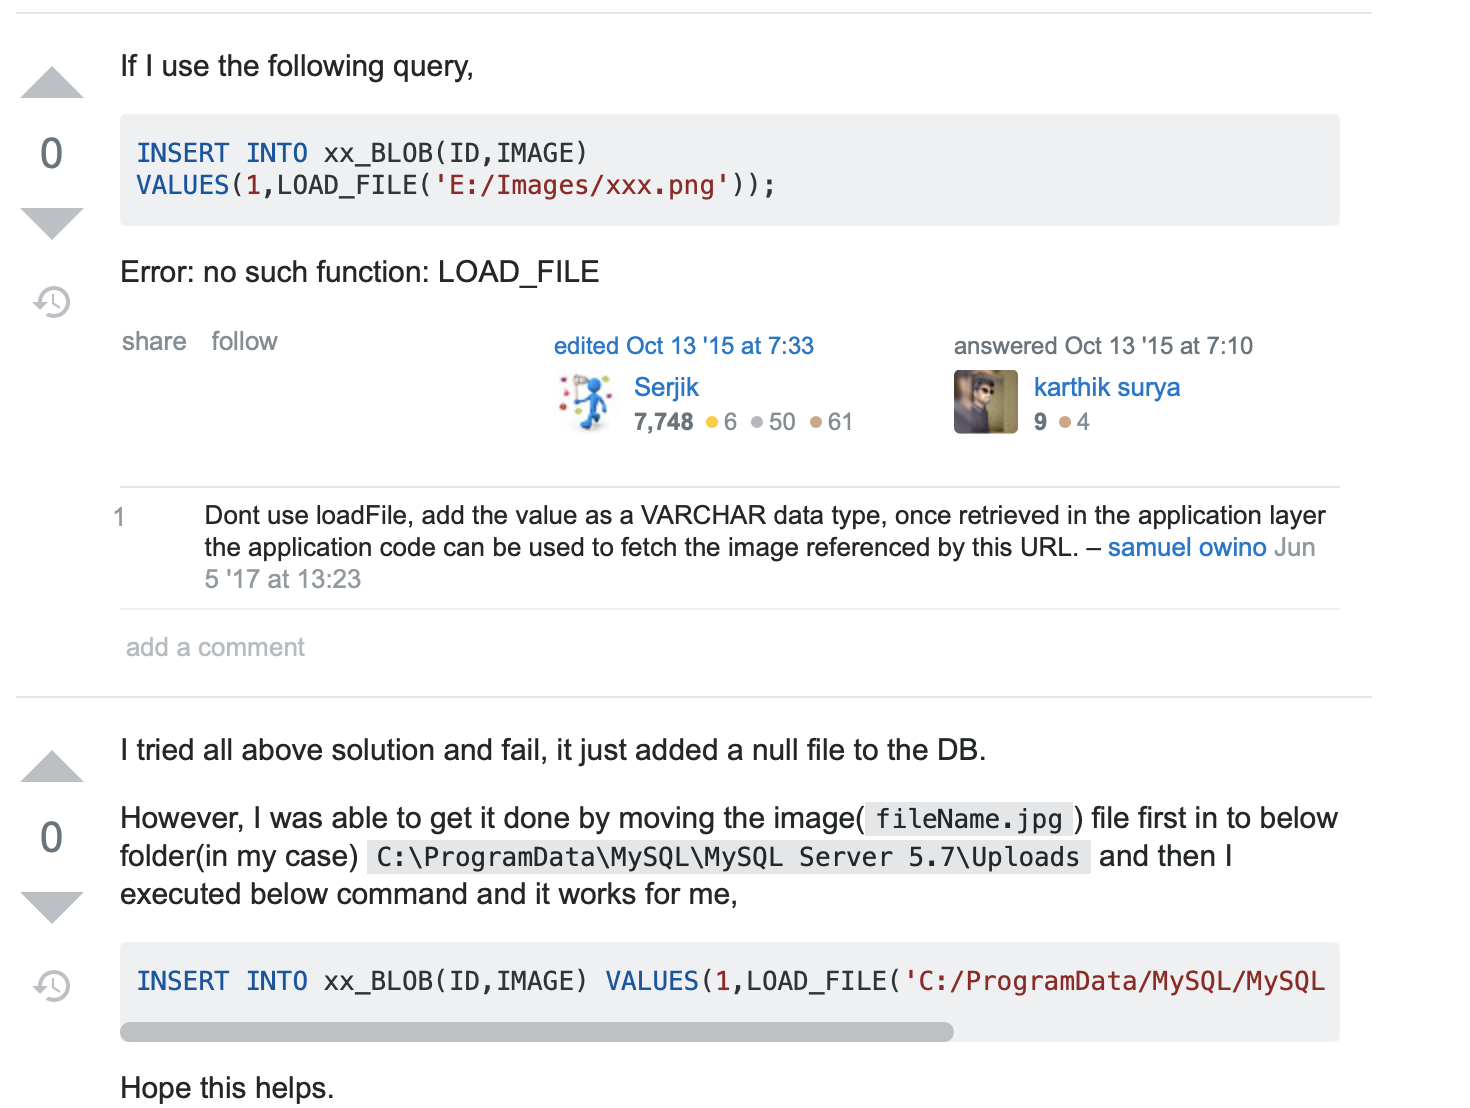 If I use the following query,
0
INSERT INTO xx_BLOB(ID,IMAGE)
VALUES(1,LOAD_FILE('E:/Images/xxx.png'));
Error: no such function: LOAD_FILE
share follow
edited Oct 13 '15 at 7:33
Serjik
7,748 6 50 61
answered Oct 13 '15 at 7:10
karthik surya
9 4
1
Dont use loadFile, add the value as a VARCHAR data type, once retrieved in the application layer
the application code can be used to fetch the image referenced by this URL. – samuel owino Jun
5 '17 at 13:23
add a comment
I tried all above solution and fail, it just added a null file to the DB.
0
However, I was able to get it done by moving the image( fileName.jpg ) file first in to below
folder(in my case) C:\ProgramData\MySQL\MySQL Server 5.7\Uploads and then I
executed below command and it works for me,
INSERT INTO xx_BLOB(ID,IMAGE) VALUES(1,LOAD_FILE('C:/ProgramData/MySQL/MySQL
Hope this helps.